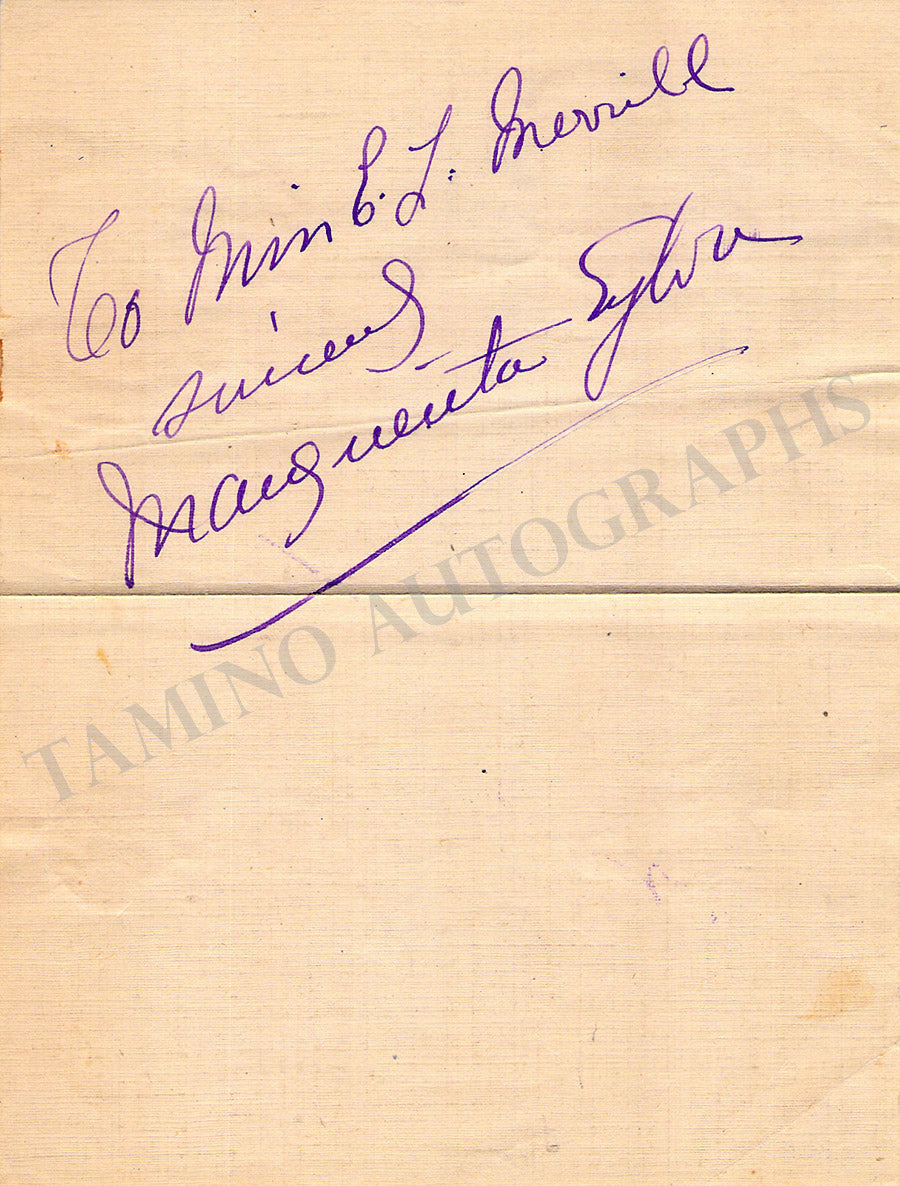 To Miss E. L. Merrill
sincerely
Marguerita Sylva
TAMINO AUTOGRAPHS